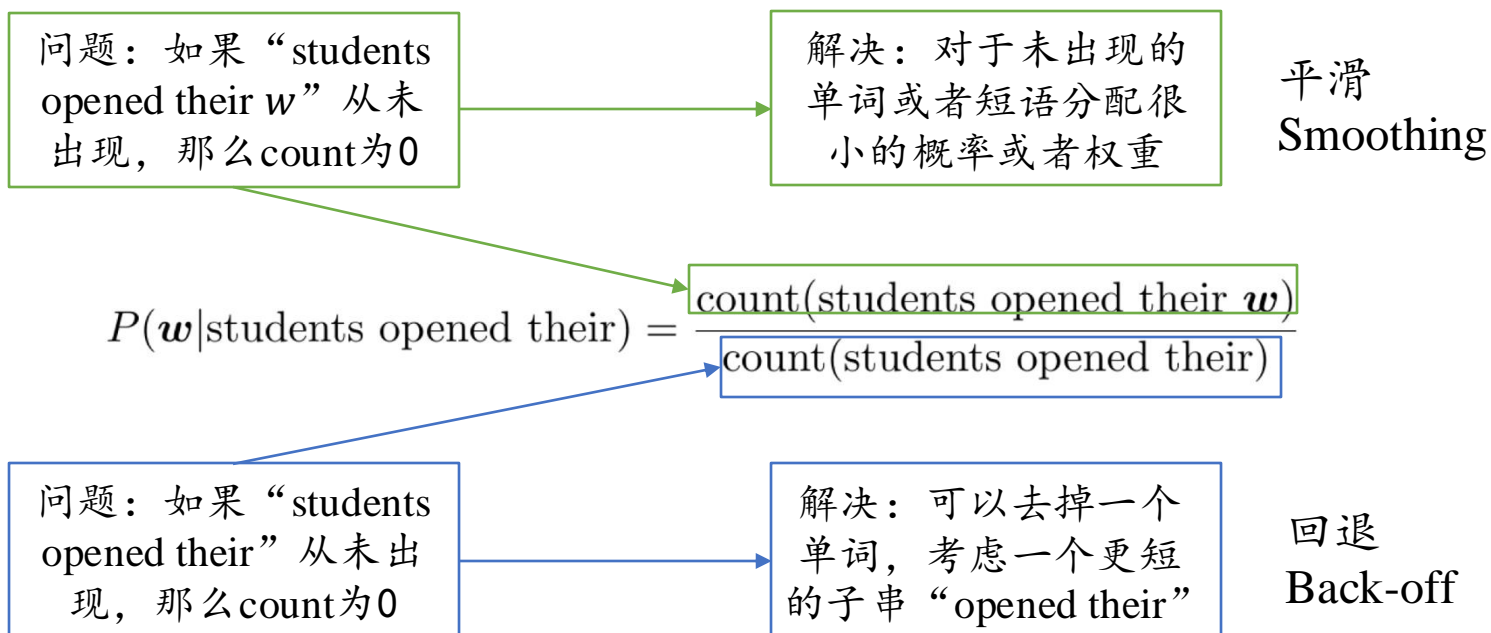 问题：如果“students
opened their w”从未
出现，那么count为0
解决：对于未出现的
单词或者短语分配很
小的概率或者权重
平滑
Smoothing
P(w|students opened their) = count(students opened their w)
count(students opened their)
问题：如果“students
opened their”从未出
现，那么count为0
解决：可以去掉一个
单词，考虑一个更短
的子串“opened their”
回退
Back-off